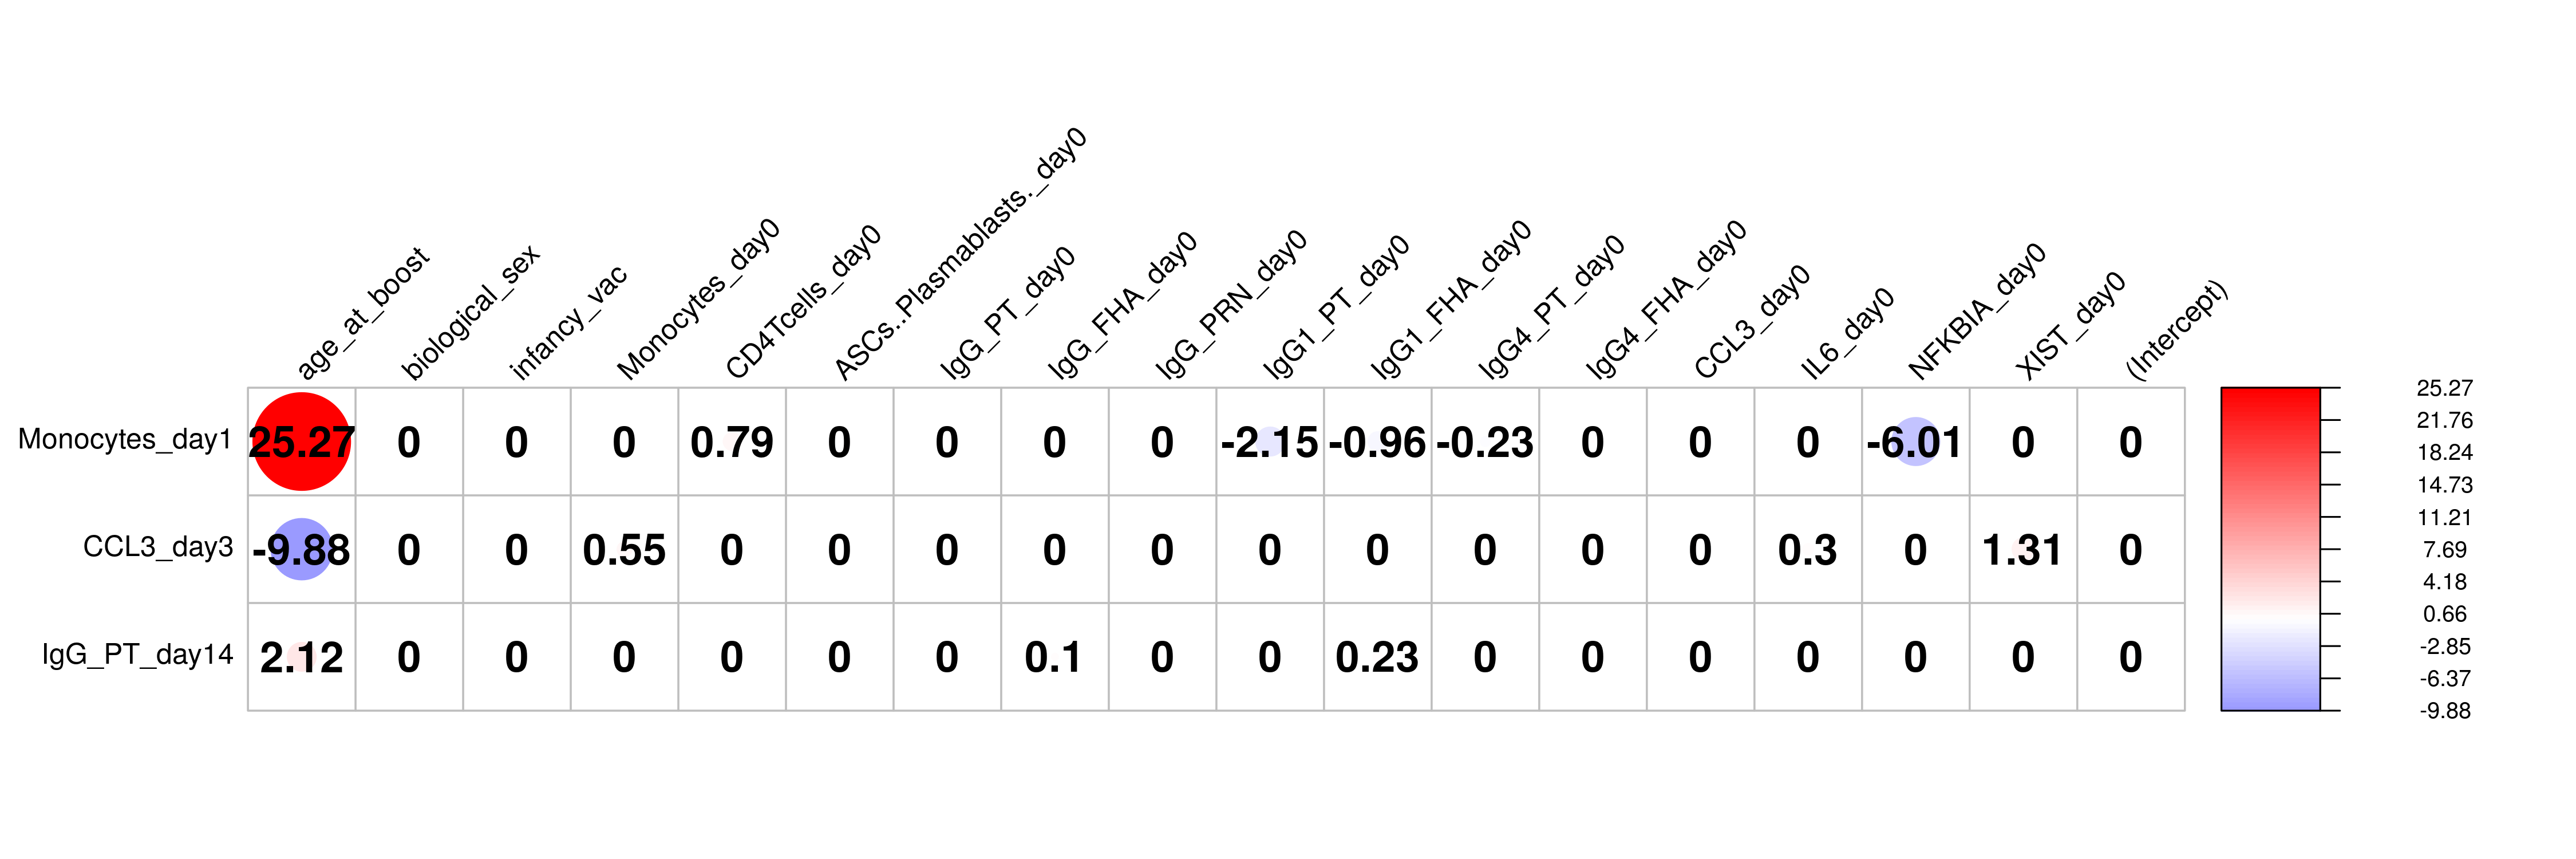 age_at_boost
biological_sex
infancy_vac
Monocytes_day0
CD4Tcells_day0
ASCs..Plasmablasts._day0
IgG_PT_day0
IgG_FHA_day0
IgG_PRN_day0
IgG1_PT_day0
IgG1_FHA_day0
IgG4_PT_day0
IgG4_FHA_day0
CCL3_day0
IL6_day0
NFKBIA_day0
XIST_day0
(Intercept)
Monocytes_day1 25.27 0 0 0 0.79 0 0 0 0 -2.15 -0.96 -0.23 0 0 0 -6.01 0 0
CCL3_day3 -9.88 0 0 0.55 0 0 0 0 0 0 0 0 0 0 0.3 0 1.31 0
IgG_PT_day14 2.12 0 0 0 0 0 0 0.1 0 0 0.23 0 0 0 0 0 0 0
25.27
21.76
18.24
14.73
11.21
7.69
4.18
0.66
-2.85
-6.37
-9.88